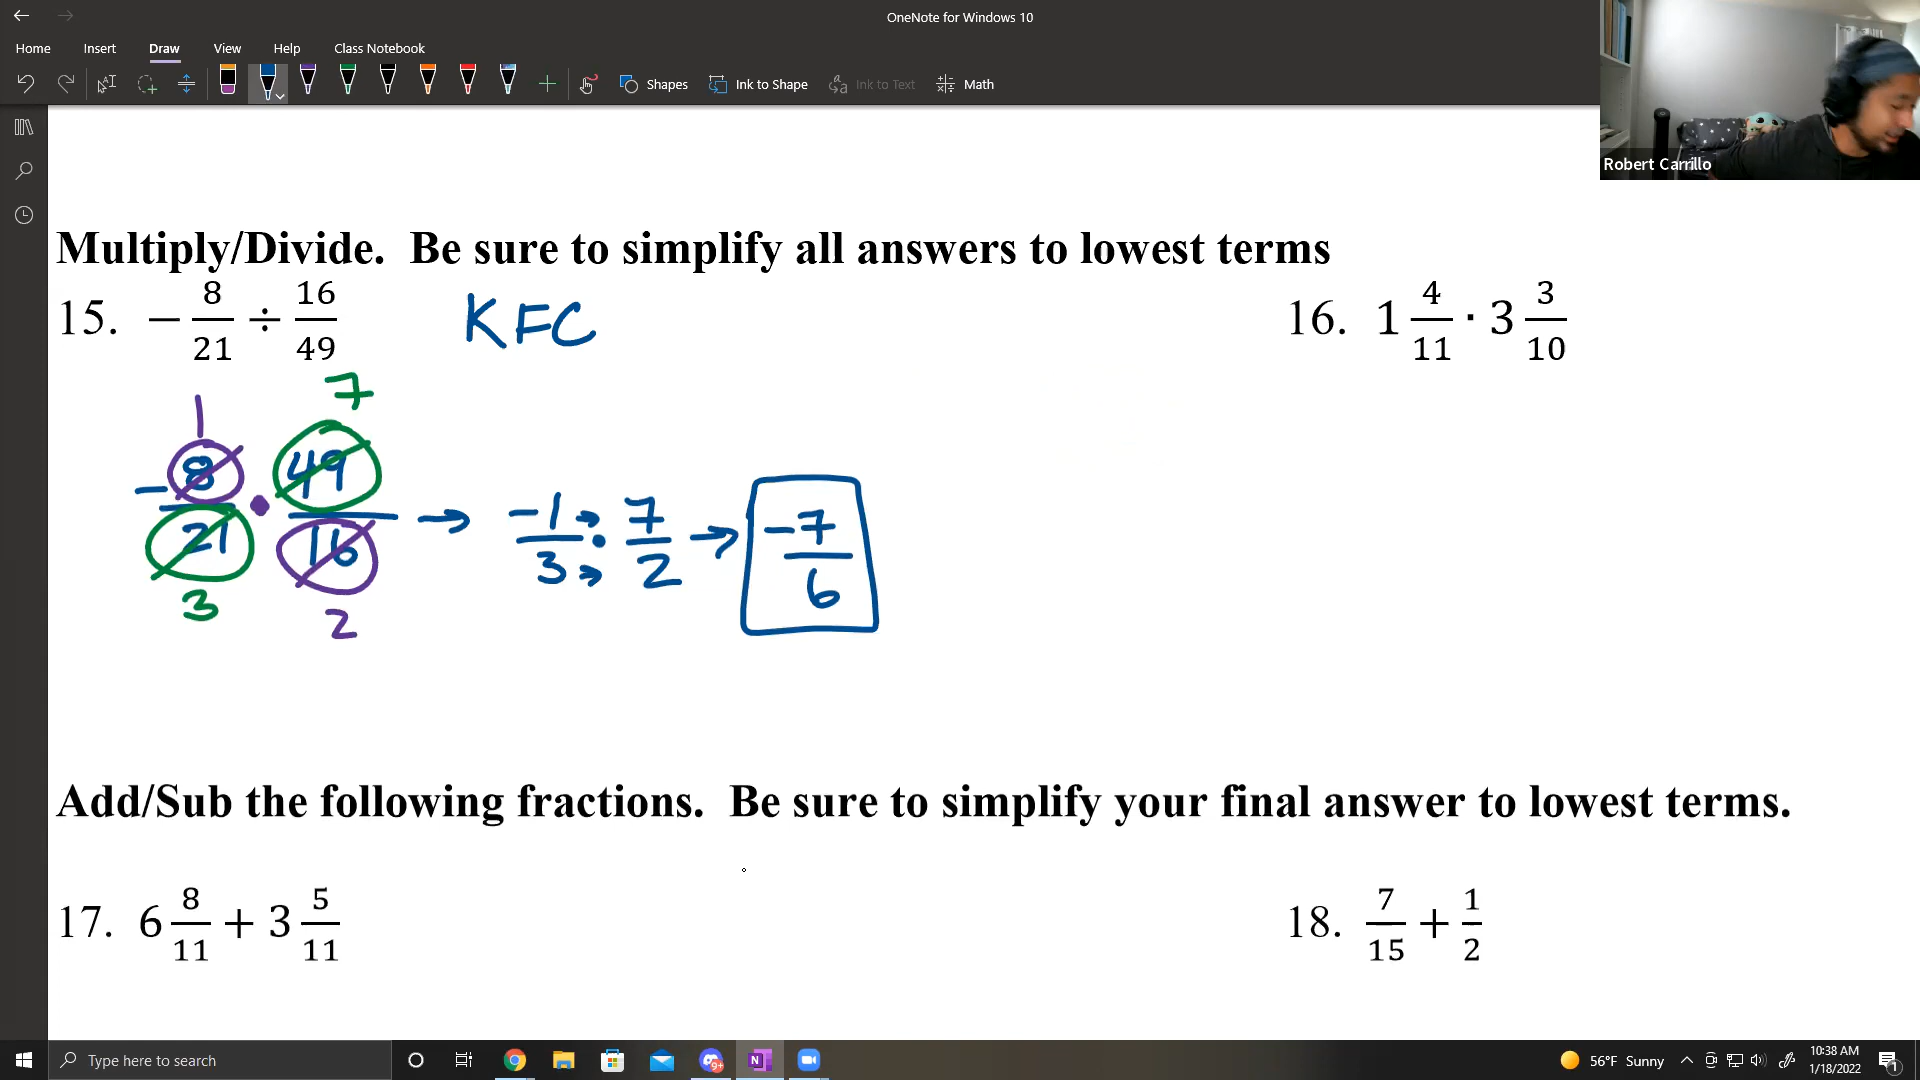 OneNote for Windows 10
Home Insert Draw View Help Class Notebook
Shapes Ink to Shape Ink to Text Math
Robert Carrillo
Multiply/Divide. Be sure to simplify all answers to lowest terms
15. − 8/21 ÷ 16/49 KFC 16. 1 4/11 · 3 3/10
1 7
− 8/21 · 49/16 → −1/3 · 7/2 → −7/6
3 2
Add/Sub the following fractions. Be sure to simplify your final answer to lowest terms.
17. 6 8/11 + 3 5/11 18. 7/15 + 1/2
Type here to search
9+
N
56°F Sunny
10:38 AM
1/18/2022
1